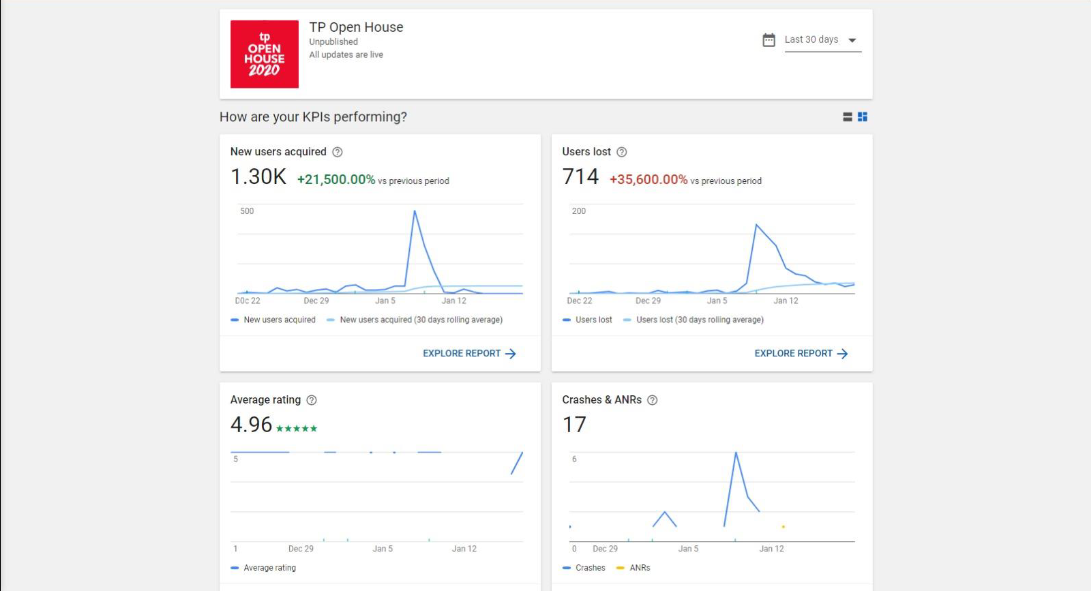 tp
OPEN
HOUSE
2020
TP Open House
Unpublished
All updates are live
Last 30 days
How are your KPIs performing?
New users acquired
1.30K +21,500.00% vs previous period
500
Dec 22 Dec 29 Jan 5 Jan 12
New users acquired New users acquired (30 days rolling average)
EXPLORE REPORT
Users lost
714 +35,600.00% vs previous period
200
Dec 22 Dec 29 Jan 5 Jan 12
Users lost Users lost (30 days rolling average)
EXPLORE REPORT
Average rating
4.96 ★★★★★
5
1 Dec 29 Jan 5 Jan 12
Average rating
Crashes & ANRs
17
6
0 Dec 29 Jan 5 Jan 12
Crashes ANRs